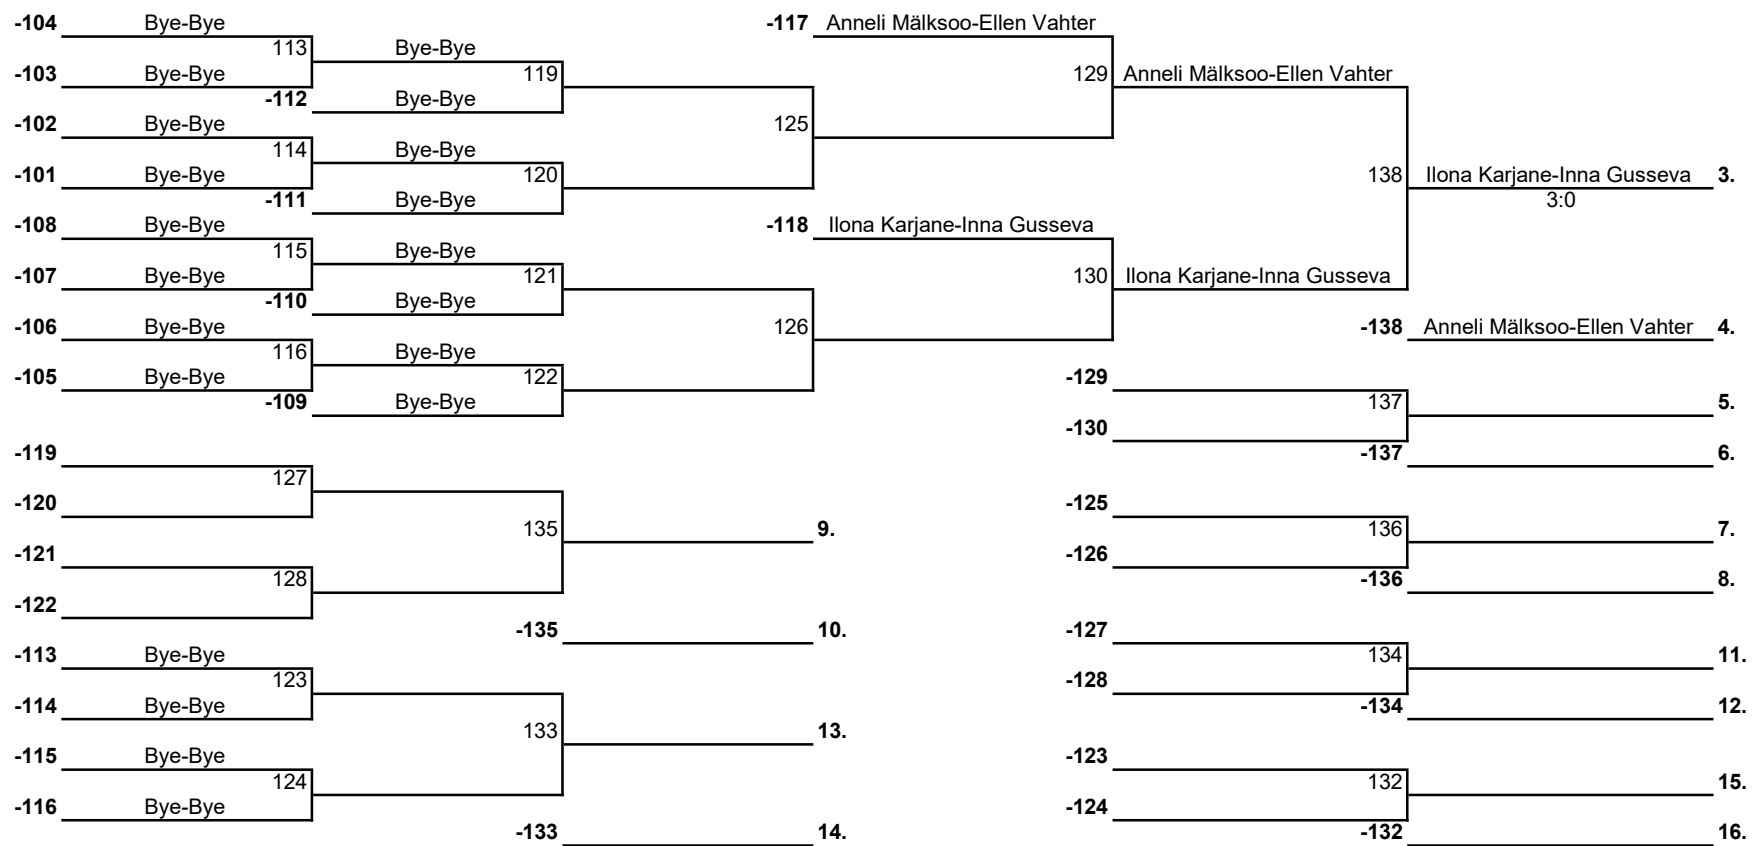 -104 Bye-Bye -117 Anneli Mälksoo-Ellen Vahter
113 Bye-Bye
-103 Bye-Bye 119 129 Anneli Mälksoo-Ellen Vahter
-112 Bye-Bye
-102 Bye-Bye 125
114 Bye-Bye
-101 Bye-Bye 120 138 Ilona Karjane-Inna Gusseva 3.
-111 Bye-Bye 3:0
-108 Bye-Bye -118 Ilona Karjane-Inna Gusseva
115 Bye-Bye
-107 Bye-Bye 121 130 Ilona Karjane-Inna Gusseva
-110 Bye-Bye
-106 Bye-Bye 126 -138 Anneli Mälksoo-Ellen Vahter 4.
116 Bye-Bye
-105 Bye-Bye 122 -129
-109 Bye-Bye 137 5.
-130
-119 -137 6.
127
-120 -125
135 9. 136 7.
-121 -126
128 -136 8.
-122
-135 10. -127
-113 Bye-Bye 134 11.
123 -128
-114 Bye-Bye -134 12.
133 13.
-115 Bye-Bye -123
124 132 15.
-116 Bye-Bye -124
-133 14. -132 16.